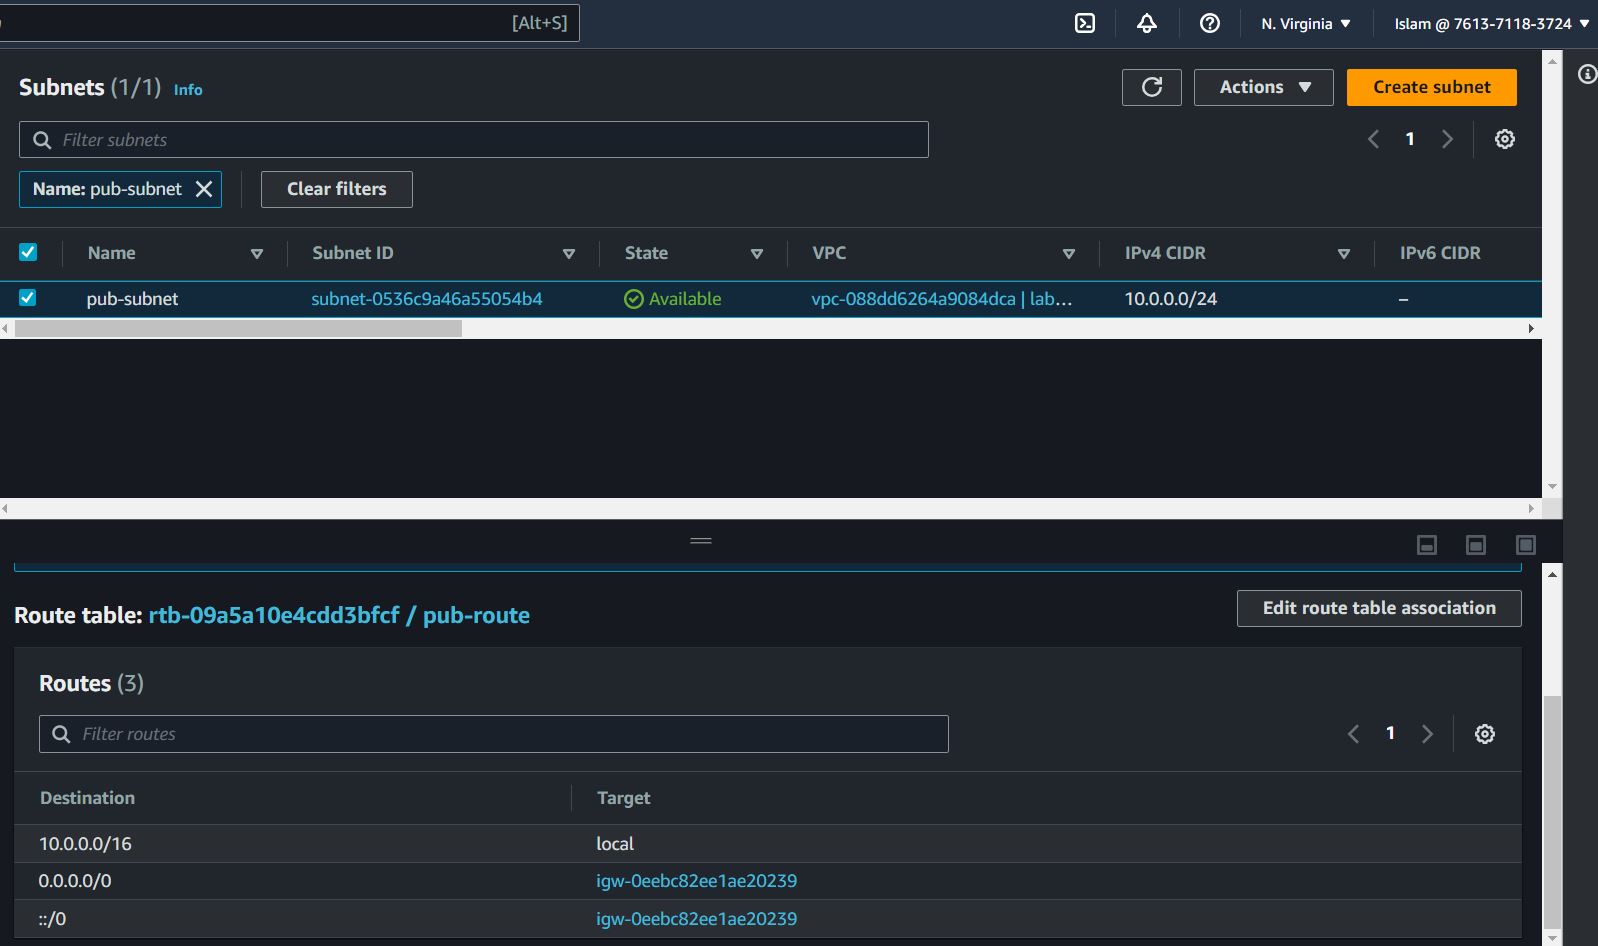 [Alt+S]
N. Virginia
Islam @ 7613-7118-3724
Subnets (1/1) Info
Actions
Create subnet
Filter subnets
1
Name: pub-subnet
Clear filters
Name
Subnet ID
State
VPC
IPv4 CIDR
IPv6 CIDR
pub-subnet
subnet-0536c9a46a55054b4
Available
vpc-088dd6264a9084dca | lab...
10.0.0.0/24
–
Route table: rtb-09a5a10e4cdd3bfcf / pub-route
Edit route table association
Routes (3)
Filter routes
1
Destination
Target
10.0.0.0/16
local
0.0.0.0/0
igw-0eebc82ee1ae20239
::/0
igw-0eebc82ee1ae20239